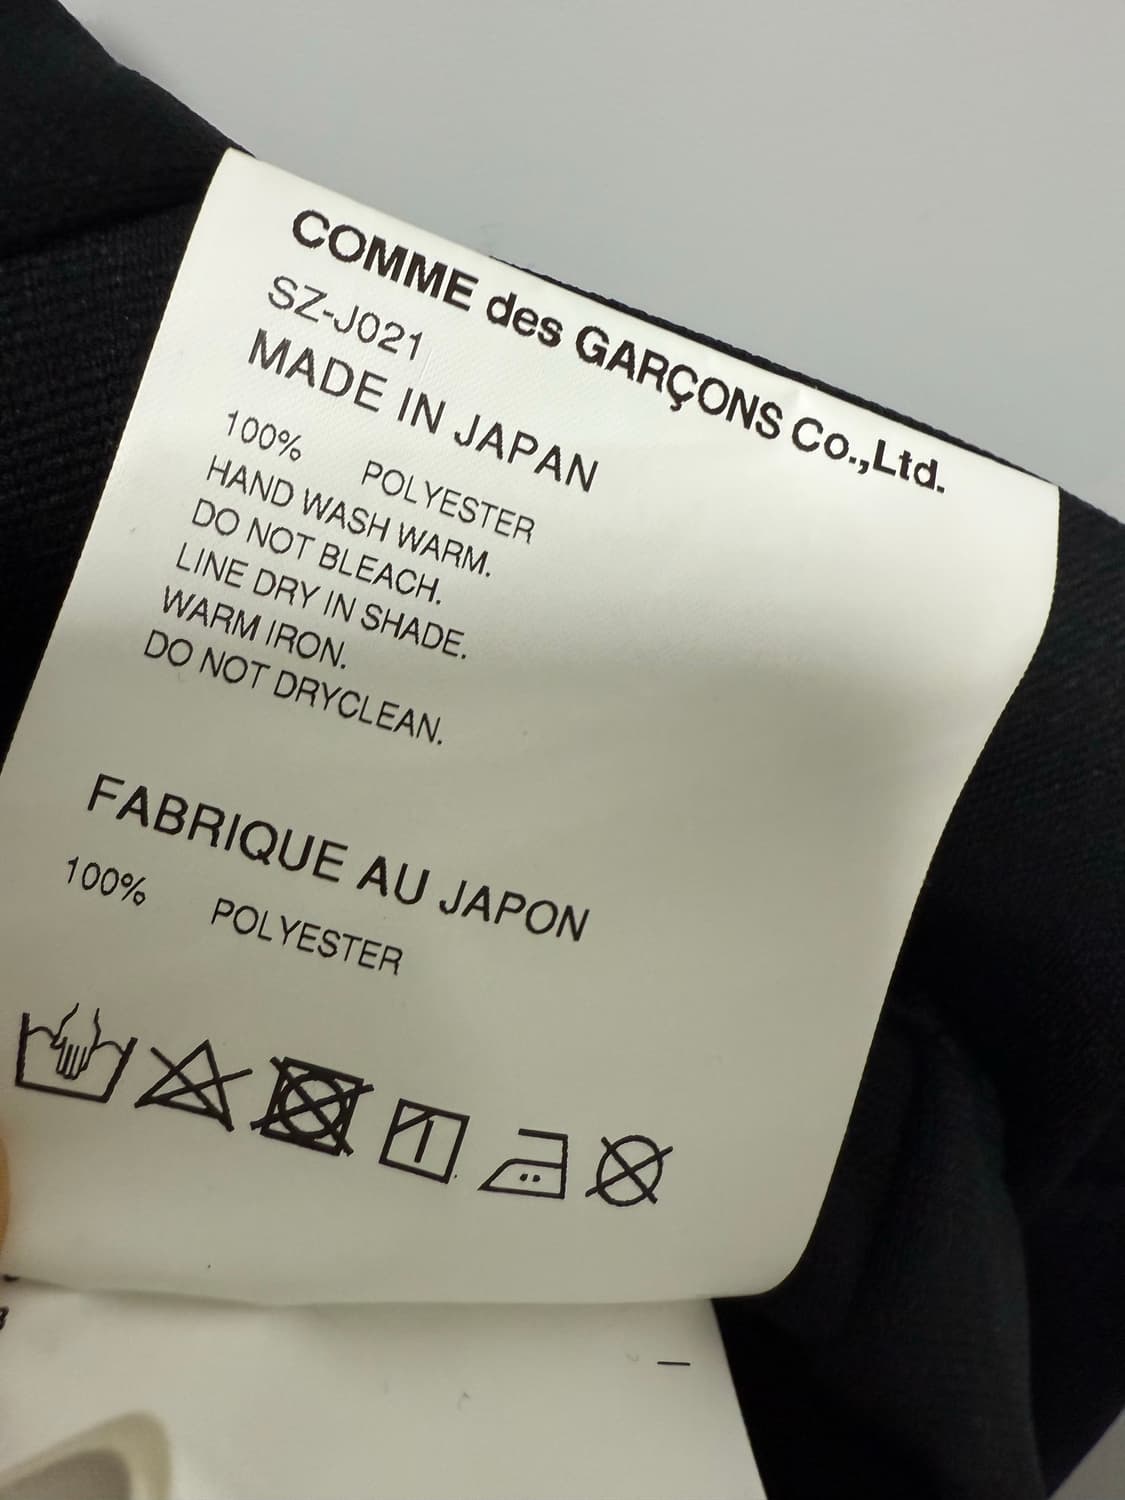 COMME des GARÇONS Co.,Ltd.
SZ-J021
MADE IN JAPAN
100% POLYESTER
HAND WASH WARM.
DO NOT BLEACH.
LINE DRY IN SHADE.
WARM IRON.
DO NOT DRYCLEAN.
FABRIQUE AU JAPON
100% POLYESTER